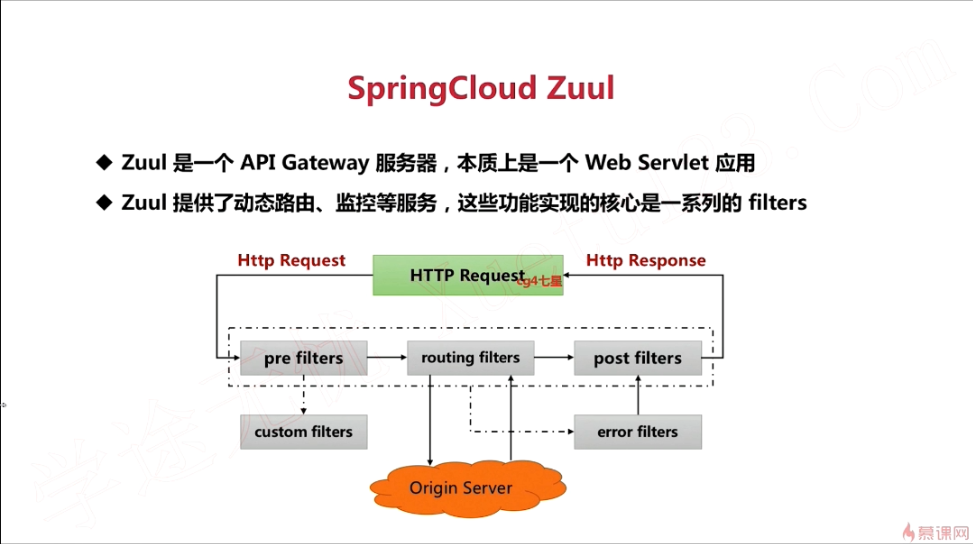 SpringCloud Zuul
Zuul 是一个 API Gateway 服务器，本质上是一个 Web Servlet 应用
Zuul 提供了动态路由、监控等服务，这些功能实现的核心是一系列的 filters
Http Request
HTTP Request
cg4七星
Http Response
pre filters
routing filters
post filters
custom filters
error filters
Origin Server
慕课网